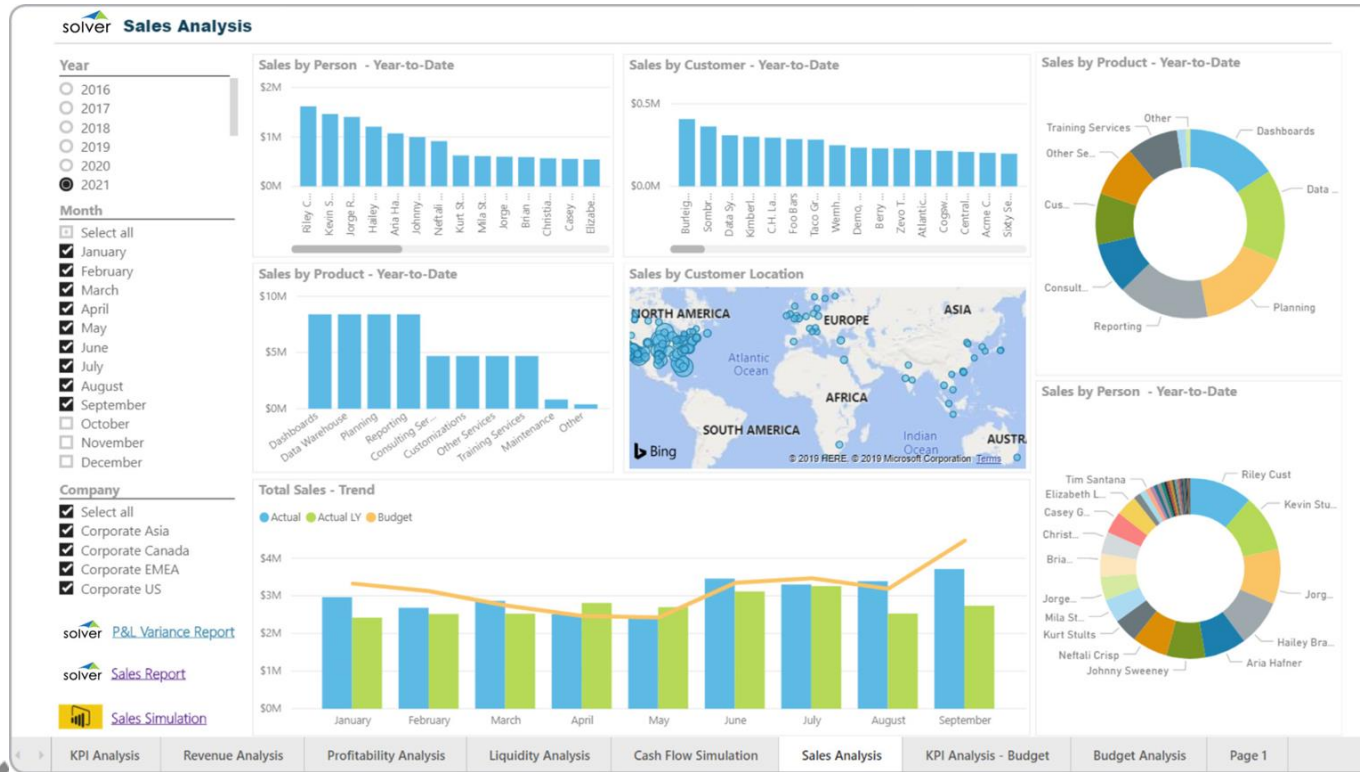 solver Sales Analysis
Year
2016
2017
2018
2019
2020
2021
Month
Select all
January
February
March
April
May
June
July
August
September
October
November
December
Company
Select all
Corporate Asia
Corporate Canada
Corporate EMEA
Corporate US
solver P&L Variance Report
solver Sales Report
Sales Simulation
Sales by Person - Year-to-Date
$2M
$1M
$0M
Riley C...
Kevin S...
Jorge R...
Hailey ...
Aria Ha...
Johnny...
Neftali ...
Kurt St...
Mila St...
Jorge ...
Brian ...
Christia...
Casey ...
Elizabe...
Sales by Customer - Year-to-Date
$0.5M
$0.0M
Burleig...
Sombr...
Data Sy...
Kimberl...
C.H. La...
Foo Bars
Taco Gr...
Wernh...
Demo, ...
Berry ...
Zevo T...
Atlantic...
Cogsw...
Central...
Acme C...
Sixty Se...
Sales by Product - Year-to-Date
Other
Training Services
Dashboards
Other Se...
Data ...
Cus...
Consult...
Planning
Reporting
Sales by Product - Year-to-Date
$10M
$5M
$0M
Dashboards
Data Warehouse
Planning
Reporting
Consulting Ser...
Customizations
Other Services
Training Services
Maintenance
Other
Sales by Customer Location
NORTH AMERICA
EUROPE
ASIA
Atlantic
Ocean
AFRICA
SOUTH AMERICA
Indian
Ocean
AUSTR
Bing
© 2019 HERE, © 2019 Microsoft Corporation Terms
Sales by Person - Year-to-Date
Tim Santana
Riley Cust
Elizabeth L...
Kevin Stu...
Casey G...
Christ...
Bria...
Jorge...
Jorg...
Mila St...
Kurt Stults
Hailey Bra...
Neftali Crisp
Aria Hafner
Johnny Sweeney
Total Sales - Trend
Actual Actual LY Budget
$4M
$3M
$2M
$1M
$0M
January February March April May June July August September
KPI Analysis Revenue Analysis Profitability Analysis Liquidity Analysis Cash Flow Simulation Sales Analysis KPI Analysis - Budget Budget Analysis Page 1